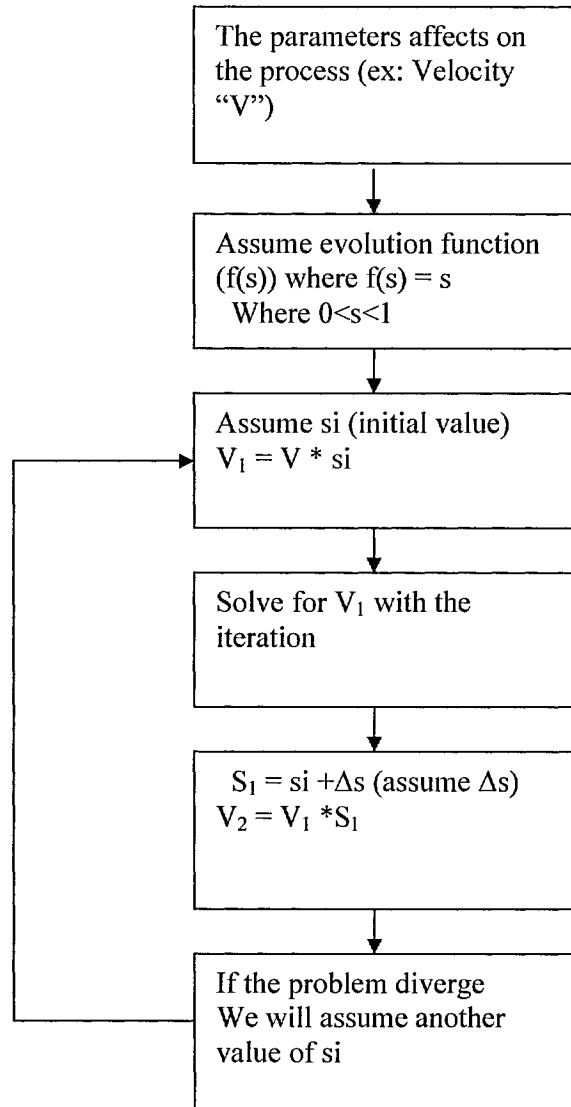 The parameters affects on
the process (ex: Velocity
“V”)
Assume evolution function
(f(s)) where f(s) = s
Where 0<s<1
Assume si (initial value)
V₁ = V * si
Solve for V₁ with the
iteration
S₁ = si +Δs (assume Δs)
V₂ = V₁ *S₁
If the problem diverge
We will assume another
value of si